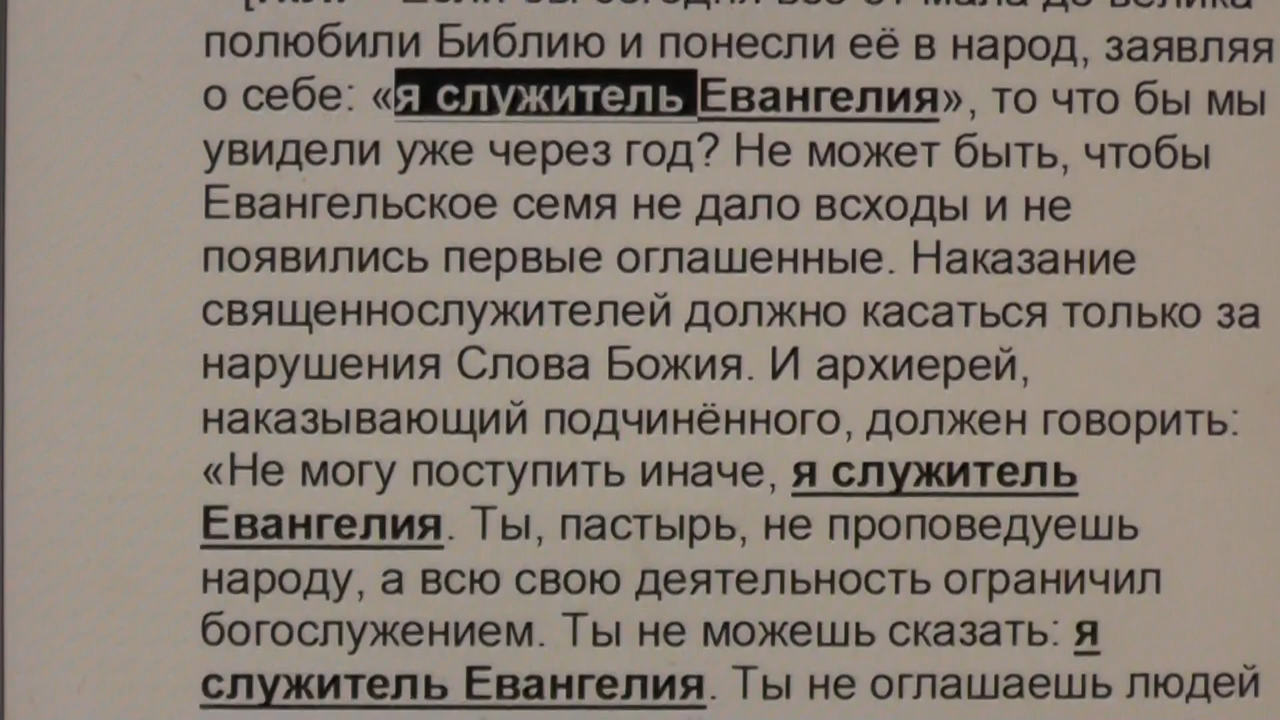 полюбили Библию и понесли её в народ, заявляя
о себе: «я служитель Евангелия», то что бы мы
увидели уже через год? Не может быть, чтобы
Евангельское семя не дало всходы и не
появились первые оглашенные. Наказание
священнослужителей должно касаться только за
нарушения Слова Божия. И архиерей,
наказывающий подчинённого, должен говорить:
«Не могу поступить иначе, я служитель
Евангелия. Ты, пастырь, не проповедуешь
народу, а всю свою деятельность ограничил
богослужением. Ты не можешь сказать: я
служитель Евангелия. Ты не оглашаешь людей